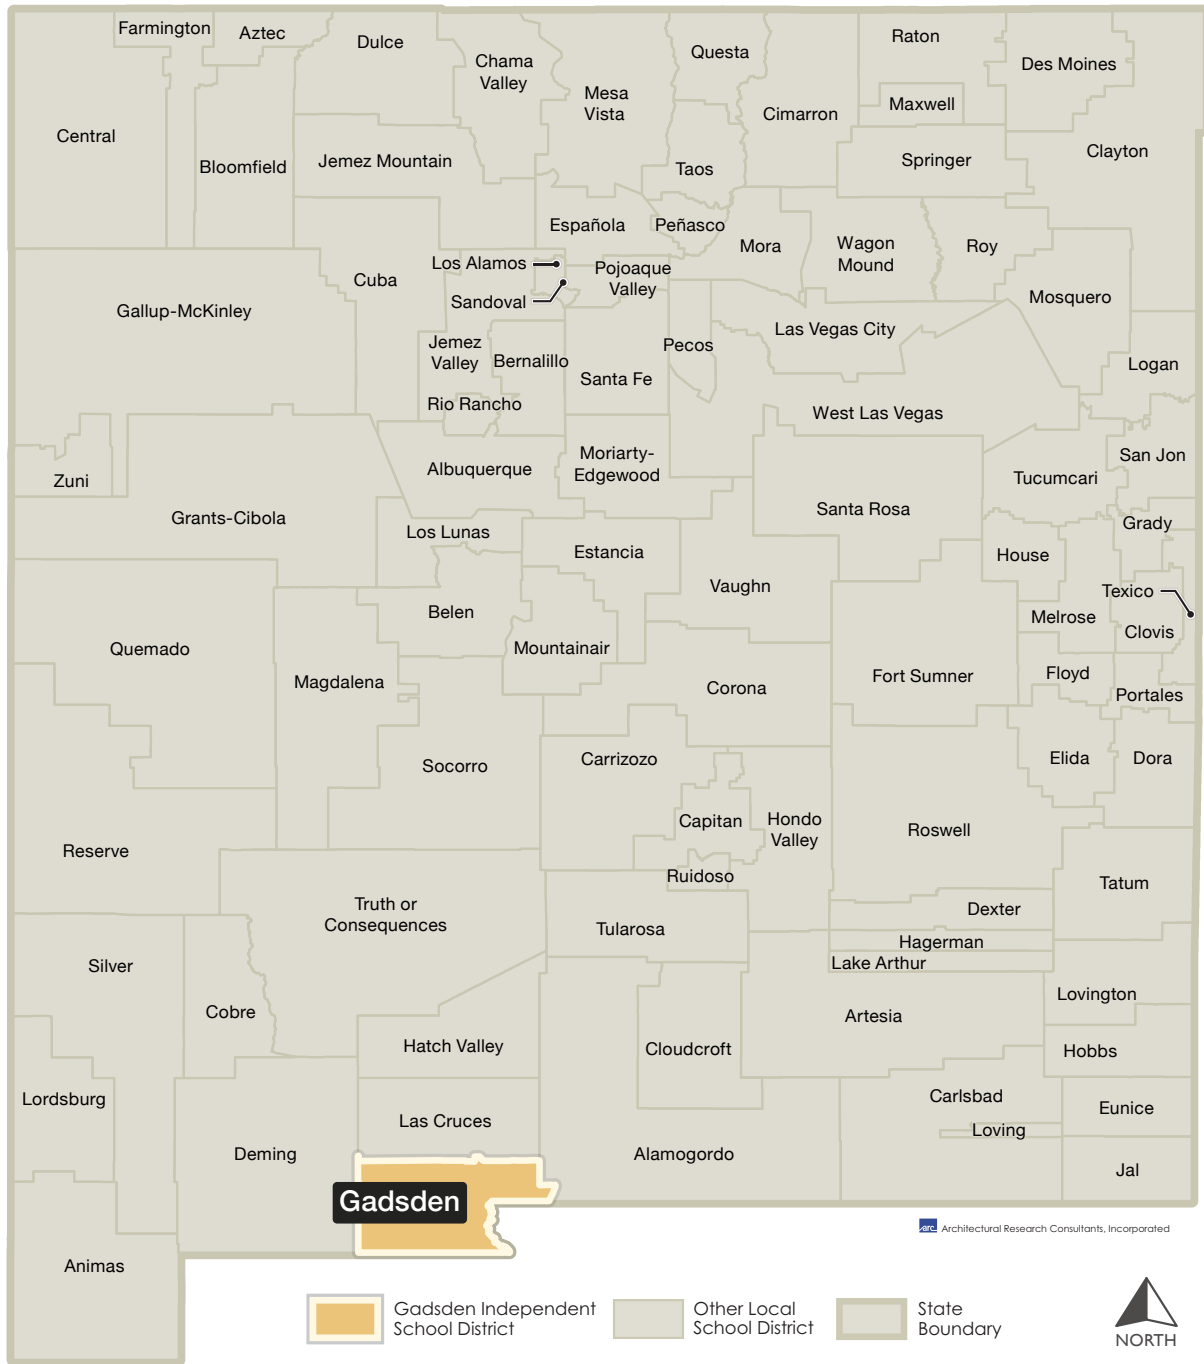 Farmington
Aztec
Dulce
Chama
Valley
Mesa
Vista
Questa
Raton
Des Moines
Central
Bloomfield
Jemez Mountain
Taos
Cimarron
Maxwell
Springer
Clayton
Española
Peñasco
Mora
Wagon
Mound
Roy
Cuba
Los Alamos
Sandoval
Pojoaque
Valley
Mosquero
Gallup-McKinley
Jemez
Valley
Bernalillo
Santa Fe
Pecos
Las Vegas City
Logan
Rio Rancho
West Las Vegas
Zuni
Albuquerque
Moriarty-
Edgewood
Tucumcari
San Jon
Grants-Cibola
Los Lunas
Estancia
Santa Rosa
Grady
House
Vaughn
Texico
Belen
Melrose
Clovis
Quemado
Mountainair
Magdalena
Corona
Fort Sumner
Floyd
Portales
Socorro
Carrizozo
Elida
Dora
Capitan
Hondo
Valley
Roswell
Reserve
Ruidoso
Tatum
Truth or
Consequences
Tularosa
Dexter
Hagerman
Lake Arthur
Silver
Cobre
Lovington
Artesia
Hatch Valley
Cloudcroft
Hobbs
Lordsburg
Las Cruces
Carlsbad
Eunice
Loving
Deming
Alamogordo
Jal
Gadsden
Animas
arc Architectural Research Consultants, Incorporated
Gadsden Independent
School District
Other Local
School District
State
Boundary
NORTH